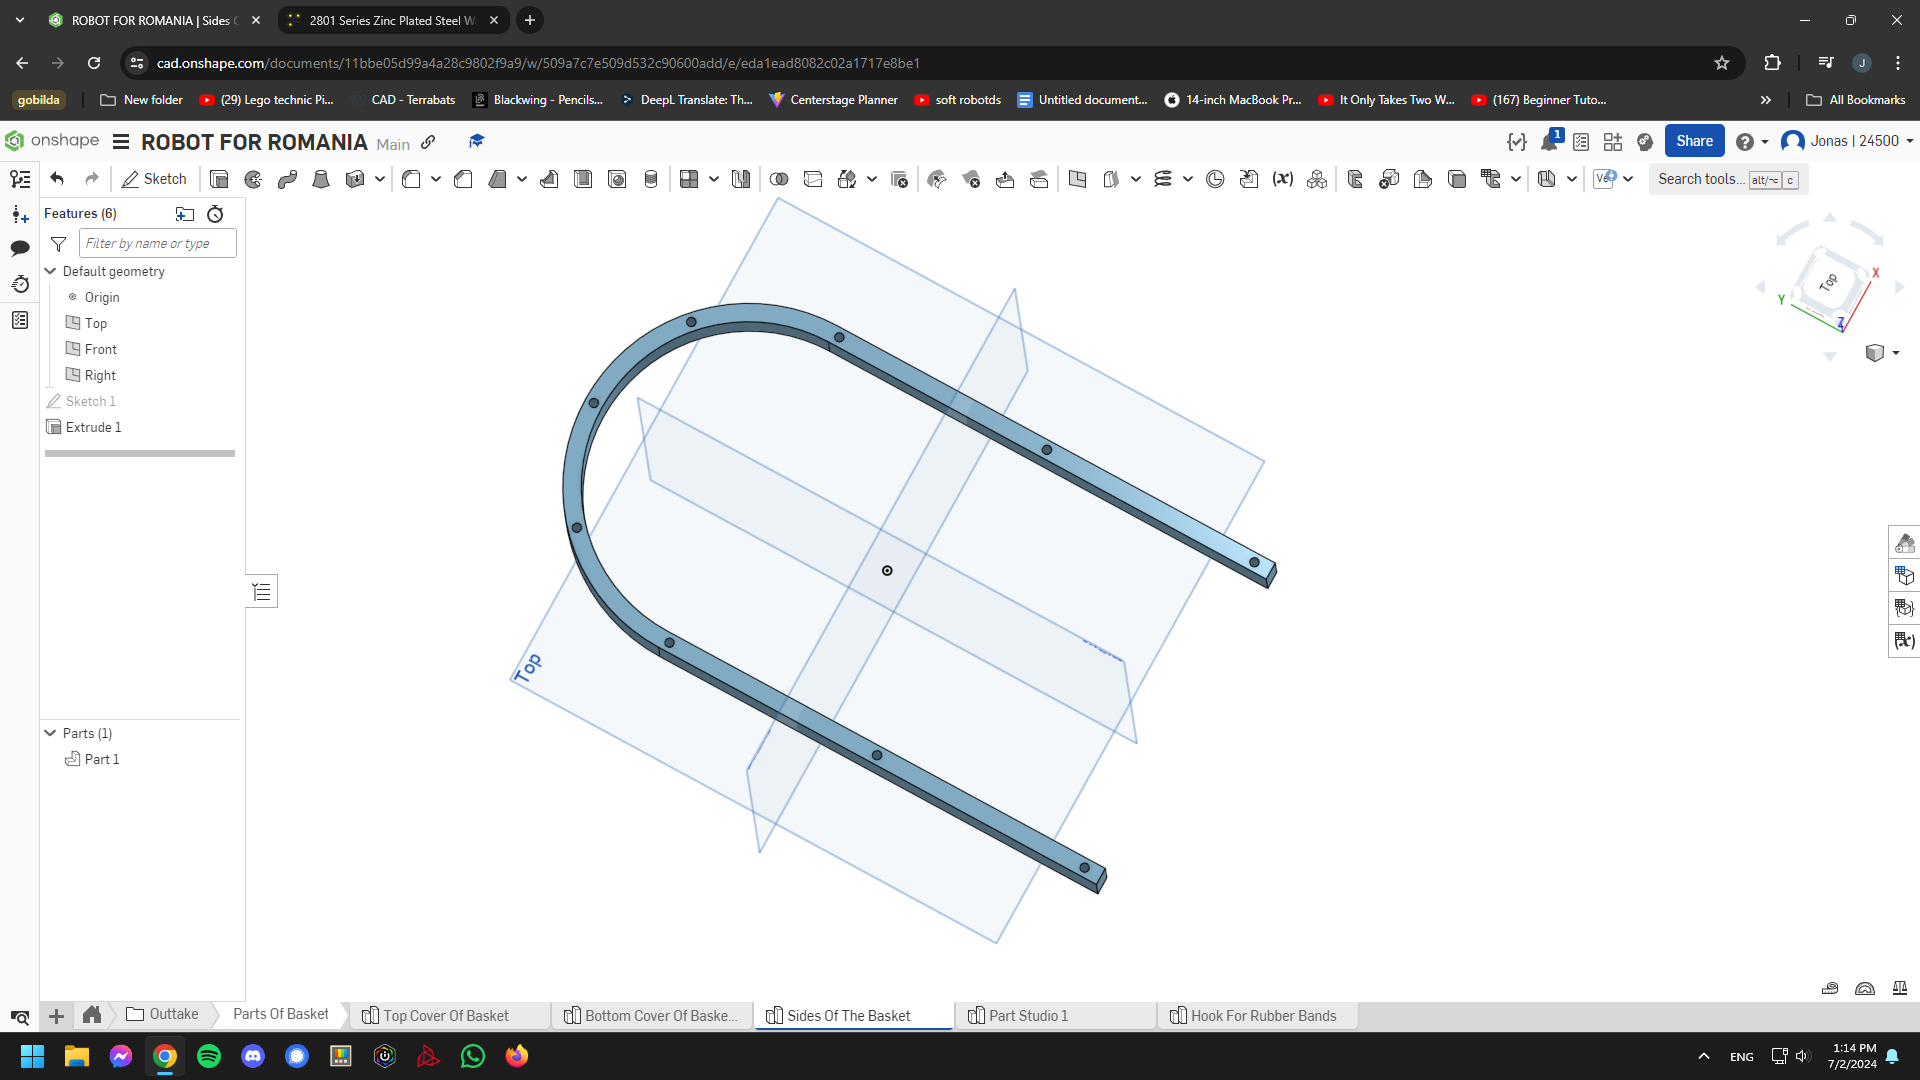 ROBOT FOR ROMANIA | Sides O
2801 Series Zinc Plated Steel W
cad.onshape.com/documents/11bbe05d99a4a28c9802f9a9/w/509a7c7e509d532c90600add/e/eda1ead8082c02a1717e8be1
J
gobilda
New folder
(29) Lego technic Pi...
CAD - Terrabats
Blackwing - Pencils...
DeepL Translate: Th...
Centerstage Planner
soft robotds
Untitled document...
14-inch MacBook Pr...
It Only Takes Two W...
(167) Beginner Tuto...
All Bookmarks
onshape
ROBOT FOR ROMANIA Main
1
Share
Jonas | 24500
Sketch
(x)
Search tools... alt/⌥ c
Features (6)
Filter by name or type
Default geometry
Origin
Top
Front
Right
Sketch 1
Extrude 1
Parts (1)
Part 1
Top
Top
X
Y
Z
Outtake
Parts Of Basket
Top Cover Of Basket
Bottom Cover Of Baske...
Sides Of The Basket
Part Studio 1
Hook For Rubber Bands
ENG
1:14 PM
7/2/2024